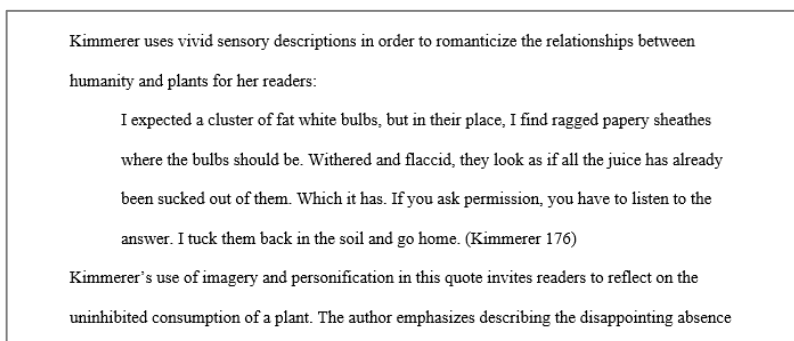 Kimmerer uses vivid sensory descriptions in order to romanticize the relationships between
humanity and plants for her readers:
I expected a cluster of fat white bulbs, but in their place, I find ragged papery sheathes
where the bulbs should be. Withered and flaccid, they look as if all the juice has already
been sucked out of them. Which it has. If you ask permission, you have to listen to the
answer. I tuck them back in the soil and go home. (Kimmerer 176)
Kimmerer’s use of imagery and personification in this quote invites readers to reflect on the
uninhibited consumption of a plant. The author emphasizes describing the disappointing absence